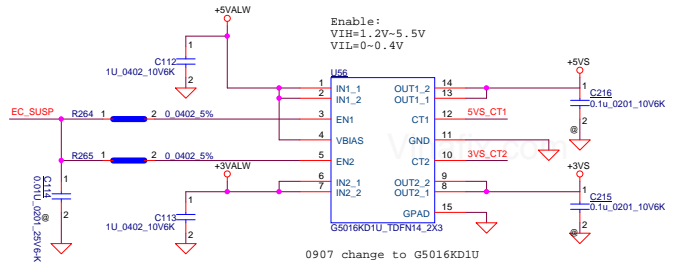 +5VALW
Enable:
VIH=1.2V~5.5V
VIL=0~0.4V
+5VS
1
C112
1U_0402_10V6K
2
U56
1 IN1_1 OUT1_2 14
2 IN1_2 OUT1_1 13
1
C216
0.1u_0201_10V6K
2
@
EC_SUSP
R264 1 2 0_0402_5%
3 EN1 CT1 12 5VS_CT1
4 VBIAS GND 11
R265 1 2 0_0402_5%
5 EN2 CT2 10 3VS_CT2
+3VALW
+3VS
6 IN2_1 OUT2_2 9
7 IN2_2 OUT2_1 8
GPAD 15
1
C114
0.01U_0201_25V6-K
@
2
1
C113
1U_0402_10V6K
2
1
C215
0.1u_0201_10V6K
2
@
G5016KD1U_TDFN14_2X3
0907 change to G5016KD1U